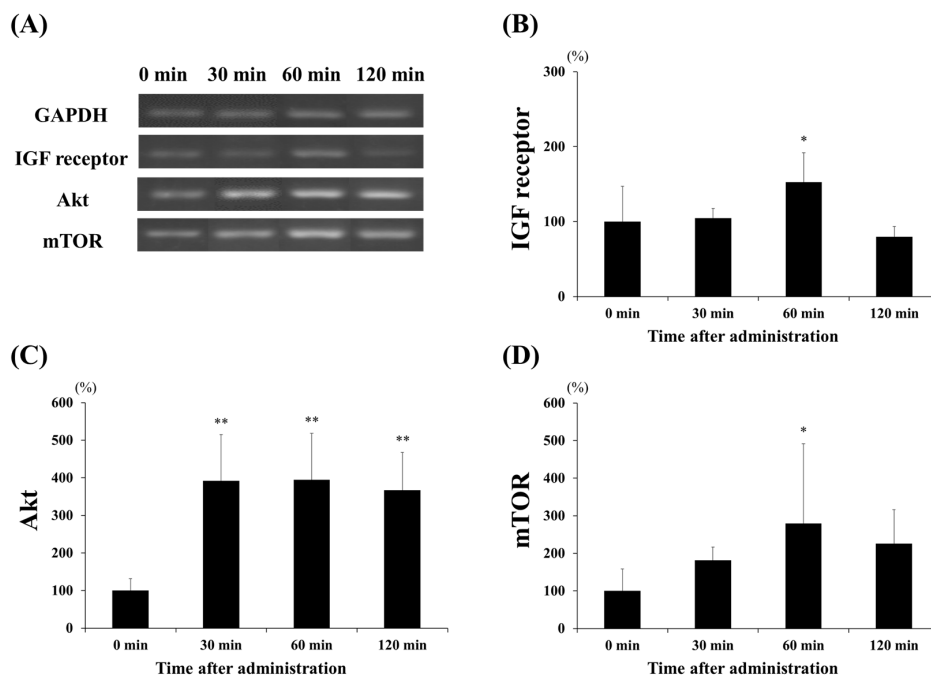 (A)
0 min 30 min 60 min 120 min
GAPDH
IGF receptor
Akt
mTOR
(B)
(%)
300
200
100
0
IGF receptor
*
0 min 30 min 60 min 120 min
Time after administration
(C)
(%)
600
500
400
300
200
100
0
Akt
** ** **
0 min 30 min 60 min 120 min
Time after administration
(D)
(%)
600
500
400
300
200
100
0
mTOR
*
0 min 30 min 60 min 120 min
Time after administration